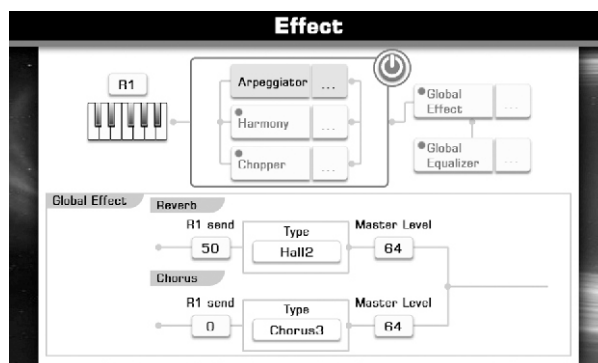 Effect
R1
Arpeggiator ...
Harmony ...
Chopper ...
Global
Effect ...
Global
Equalizer ...
Global Effect
Reverb
R1 send Type Master Level
50 Hall2 64
Chorus
R1 send Type Master Level
0 Chorus3 64